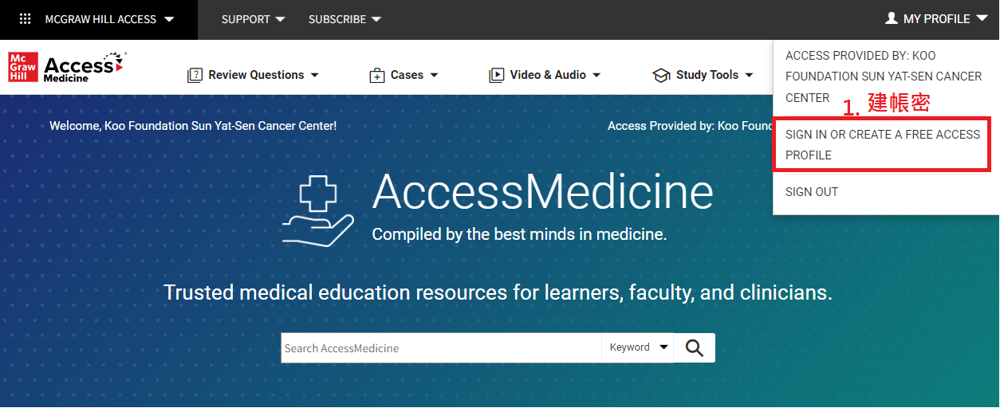 MCGRAW HILL ACCESS SUPPORT SUBSCRIBE MY PROFILE
Mc
Graw
Hill
Access
Medicine
Review Questions Cases Video & Audio Study Tools
ACCESS PROVIDED BY: KOO
FOUNDATION SUN YAT-SEN CANCER
CENTER
1. 建帳密
SIGN IN OR CREATE A FREE ACCESS
PROFILE
SIGN OUT
Welcome, Koo Foundation Sun Yat-Sen Cancer Center! Access Provided by: Koo Found
AccessMedicine
Compiled by the best minds in medicine.
Trusted medical education resources for learners, faculty, and clinicians.
Search AccessMedicine Keyword